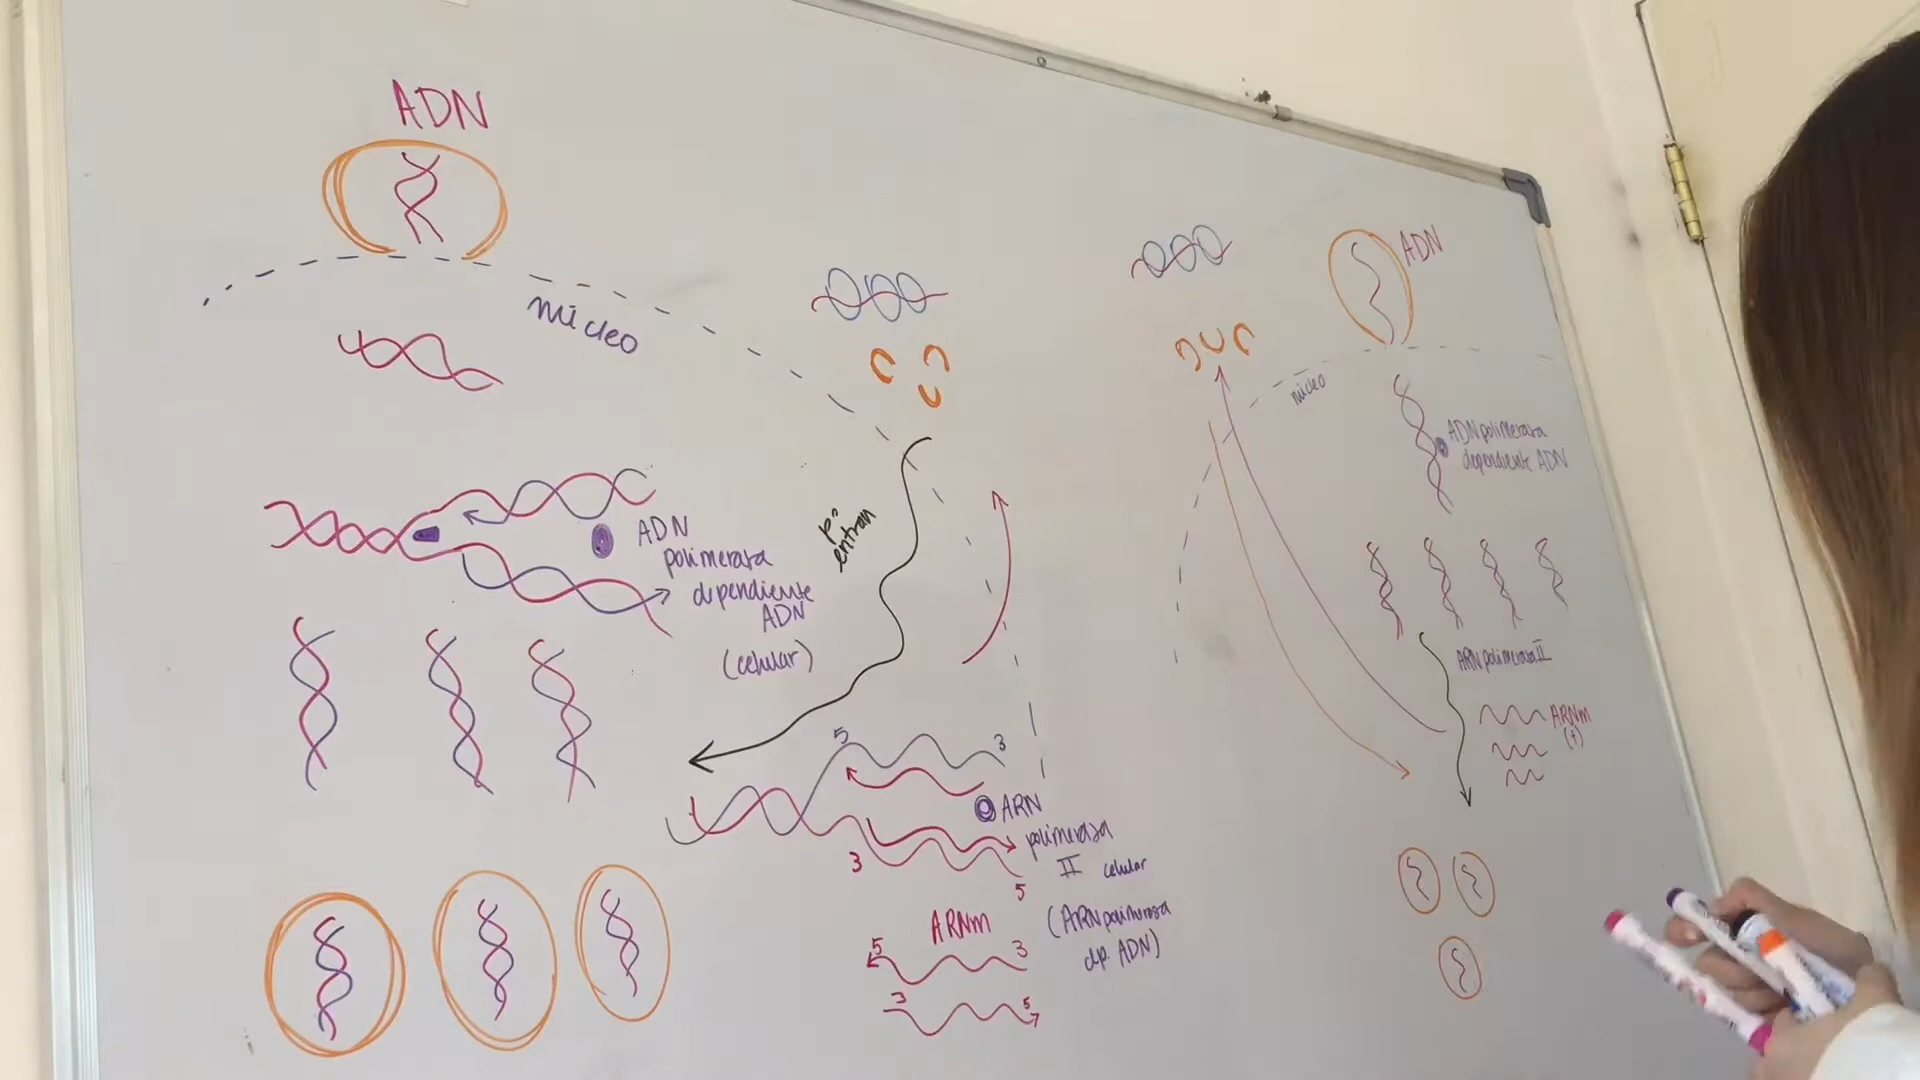 ADN
núcleo
ADN
polimerasa
dependiente
ADN
(celular)
entran
5
3
3
5
ARN
polimerasa
II celular
(ARN polimerasa
dp. ADN)
ARNm
5
3
3
5
ADN
núcleo
ADN polimerasa
dependiente ADN
ARN polimerasa II
ARNm
(+)